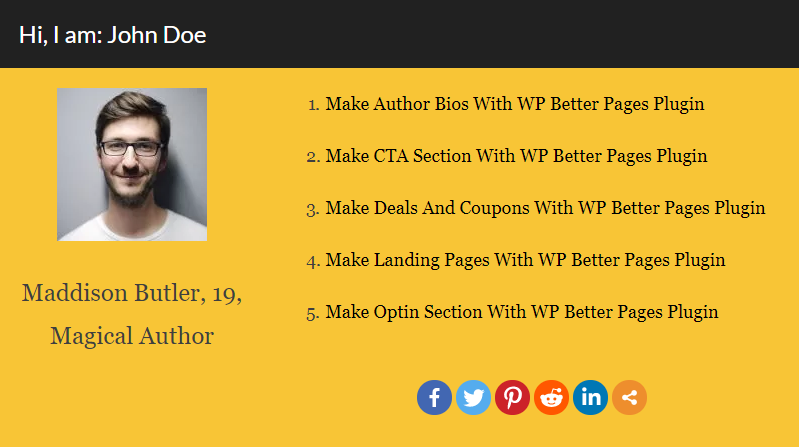 Hi, I am: John Doe
Maddison Butler, 19,
Magical Author
1. Make Author Bios With WP Better Pages Plugin
2. Make CTA Section With WP Better Pages Plugin
3. Make Deals And Coupons With WP Better Pages Plugin
4. Make Landing Pages With WP Better Pages Plugin
5. Make Optin Section With WP Better Pages Plugin